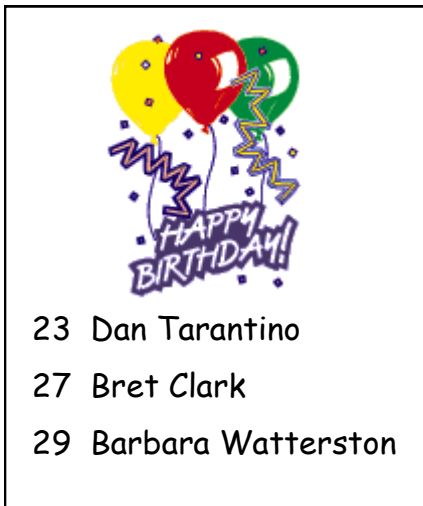 HAPPY
BIRTHDAY!
23 Dan Tarantino
27 Bret Clark
29 Barbara Watterston